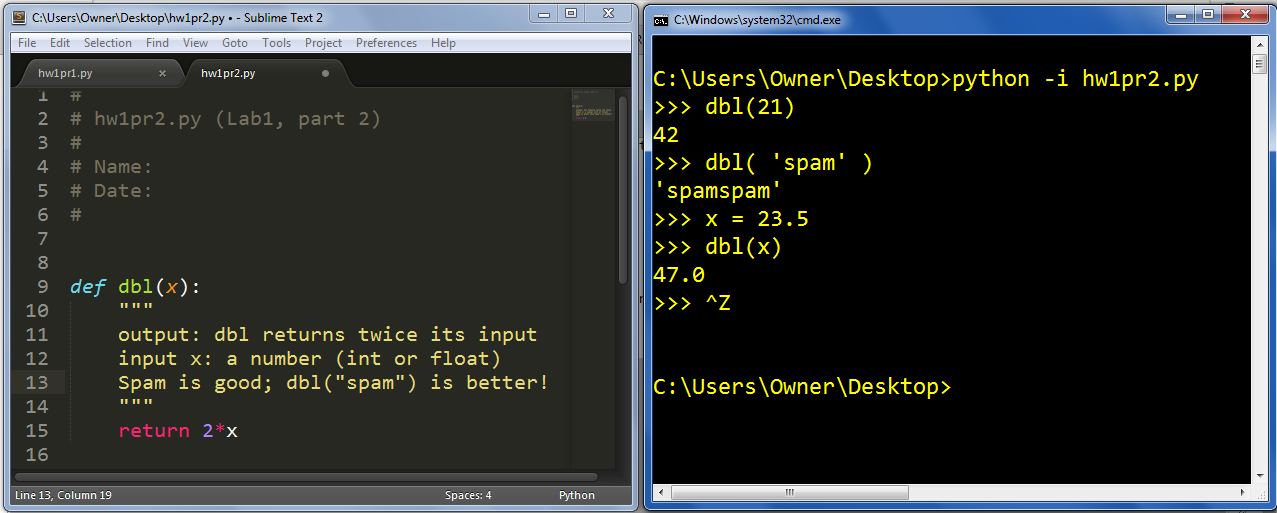 C:\Users\Owner\Desktop\hw1pr2.py • - Sublime Text 2
File Edit Selection Find View Goto Tools Project Preferences Help
hw1pr1.py × hw1pr2.py
1 #
2 # hw1pr2.py (Lab1, part 2)
3 #
4 # Name:
5 # Date:
6 #
7
8
9 def dbl(x):
10 """
11 output: dbl returns twice its input
12 input x: a number (int or float)
13 Spam is good; dbl("spam") is better!
14 """
15 return 2*x
16
Line 13, Column 19 Spaces: 4 Python
C:\Windows\system32\cmd.exe
C:\Users\Owner\Desktop>python -i hw1pr2.py
>>> dbl(21)
42
>>> dbl( 'spam' )
'spamspam'
>>> x = 23.5
>>> dbl(x)
47.0
>>> ^Z
C:\Users\Owner\Desktop>